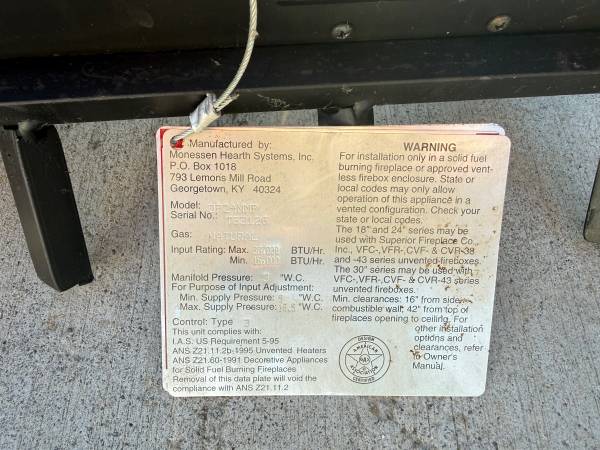 Manufactured by:
Monessen Hearth Systems, Inc.
P.O. Box 1018
793 Lemons Mill Road
Georgetown, KY 40324
Model:
Serial No.:
Gas: NATURAL
Input Rating: Max. BTU/Hr.
Min. BTU/Hr.
Manifold Pressure: "W.C.
For Purpose of Input Adjustment:
Min. Supply Pressure: "W.C.
Max. Supply Pressure: "W.C.
Control: Type
This unit complies with:
I.A.S. US Requirement 5-95
ANS Z21.11.2b-1995 Unvented Heaters
ANS Z21.60-1991 Decorative Appliances
for Solid Fuel Burning Fireplaces
Removal of this data plate will void the
compliance with ANS Z21.11.2
WARNING
For installation only in a solid fuel
burning fireplace or approved vent-
less firebox enclosure. State or
local codes may only allow
operation of this appliance in a
vented configuration. Check your
state or local codes.
The 18" and 24" series may be
used with Superior Fireplace Co.,
Inc., VFC-,VFR-,CVF- & CVR-38
and -43 series unvented fireboxes.
The 30" series may be used with
VFC-,VFR-,CVF- & CVR-43 series
unvented fireboxes.
Min. clearances: 16" from side
combustible wall; 42" from top of
fireplaces opening to ceiling. For
other installation
options and
clearances, refer
to Owner's
Manual.
DESIGN
AMERICAN
GAS
ASSOCIATION
CERTIFIED